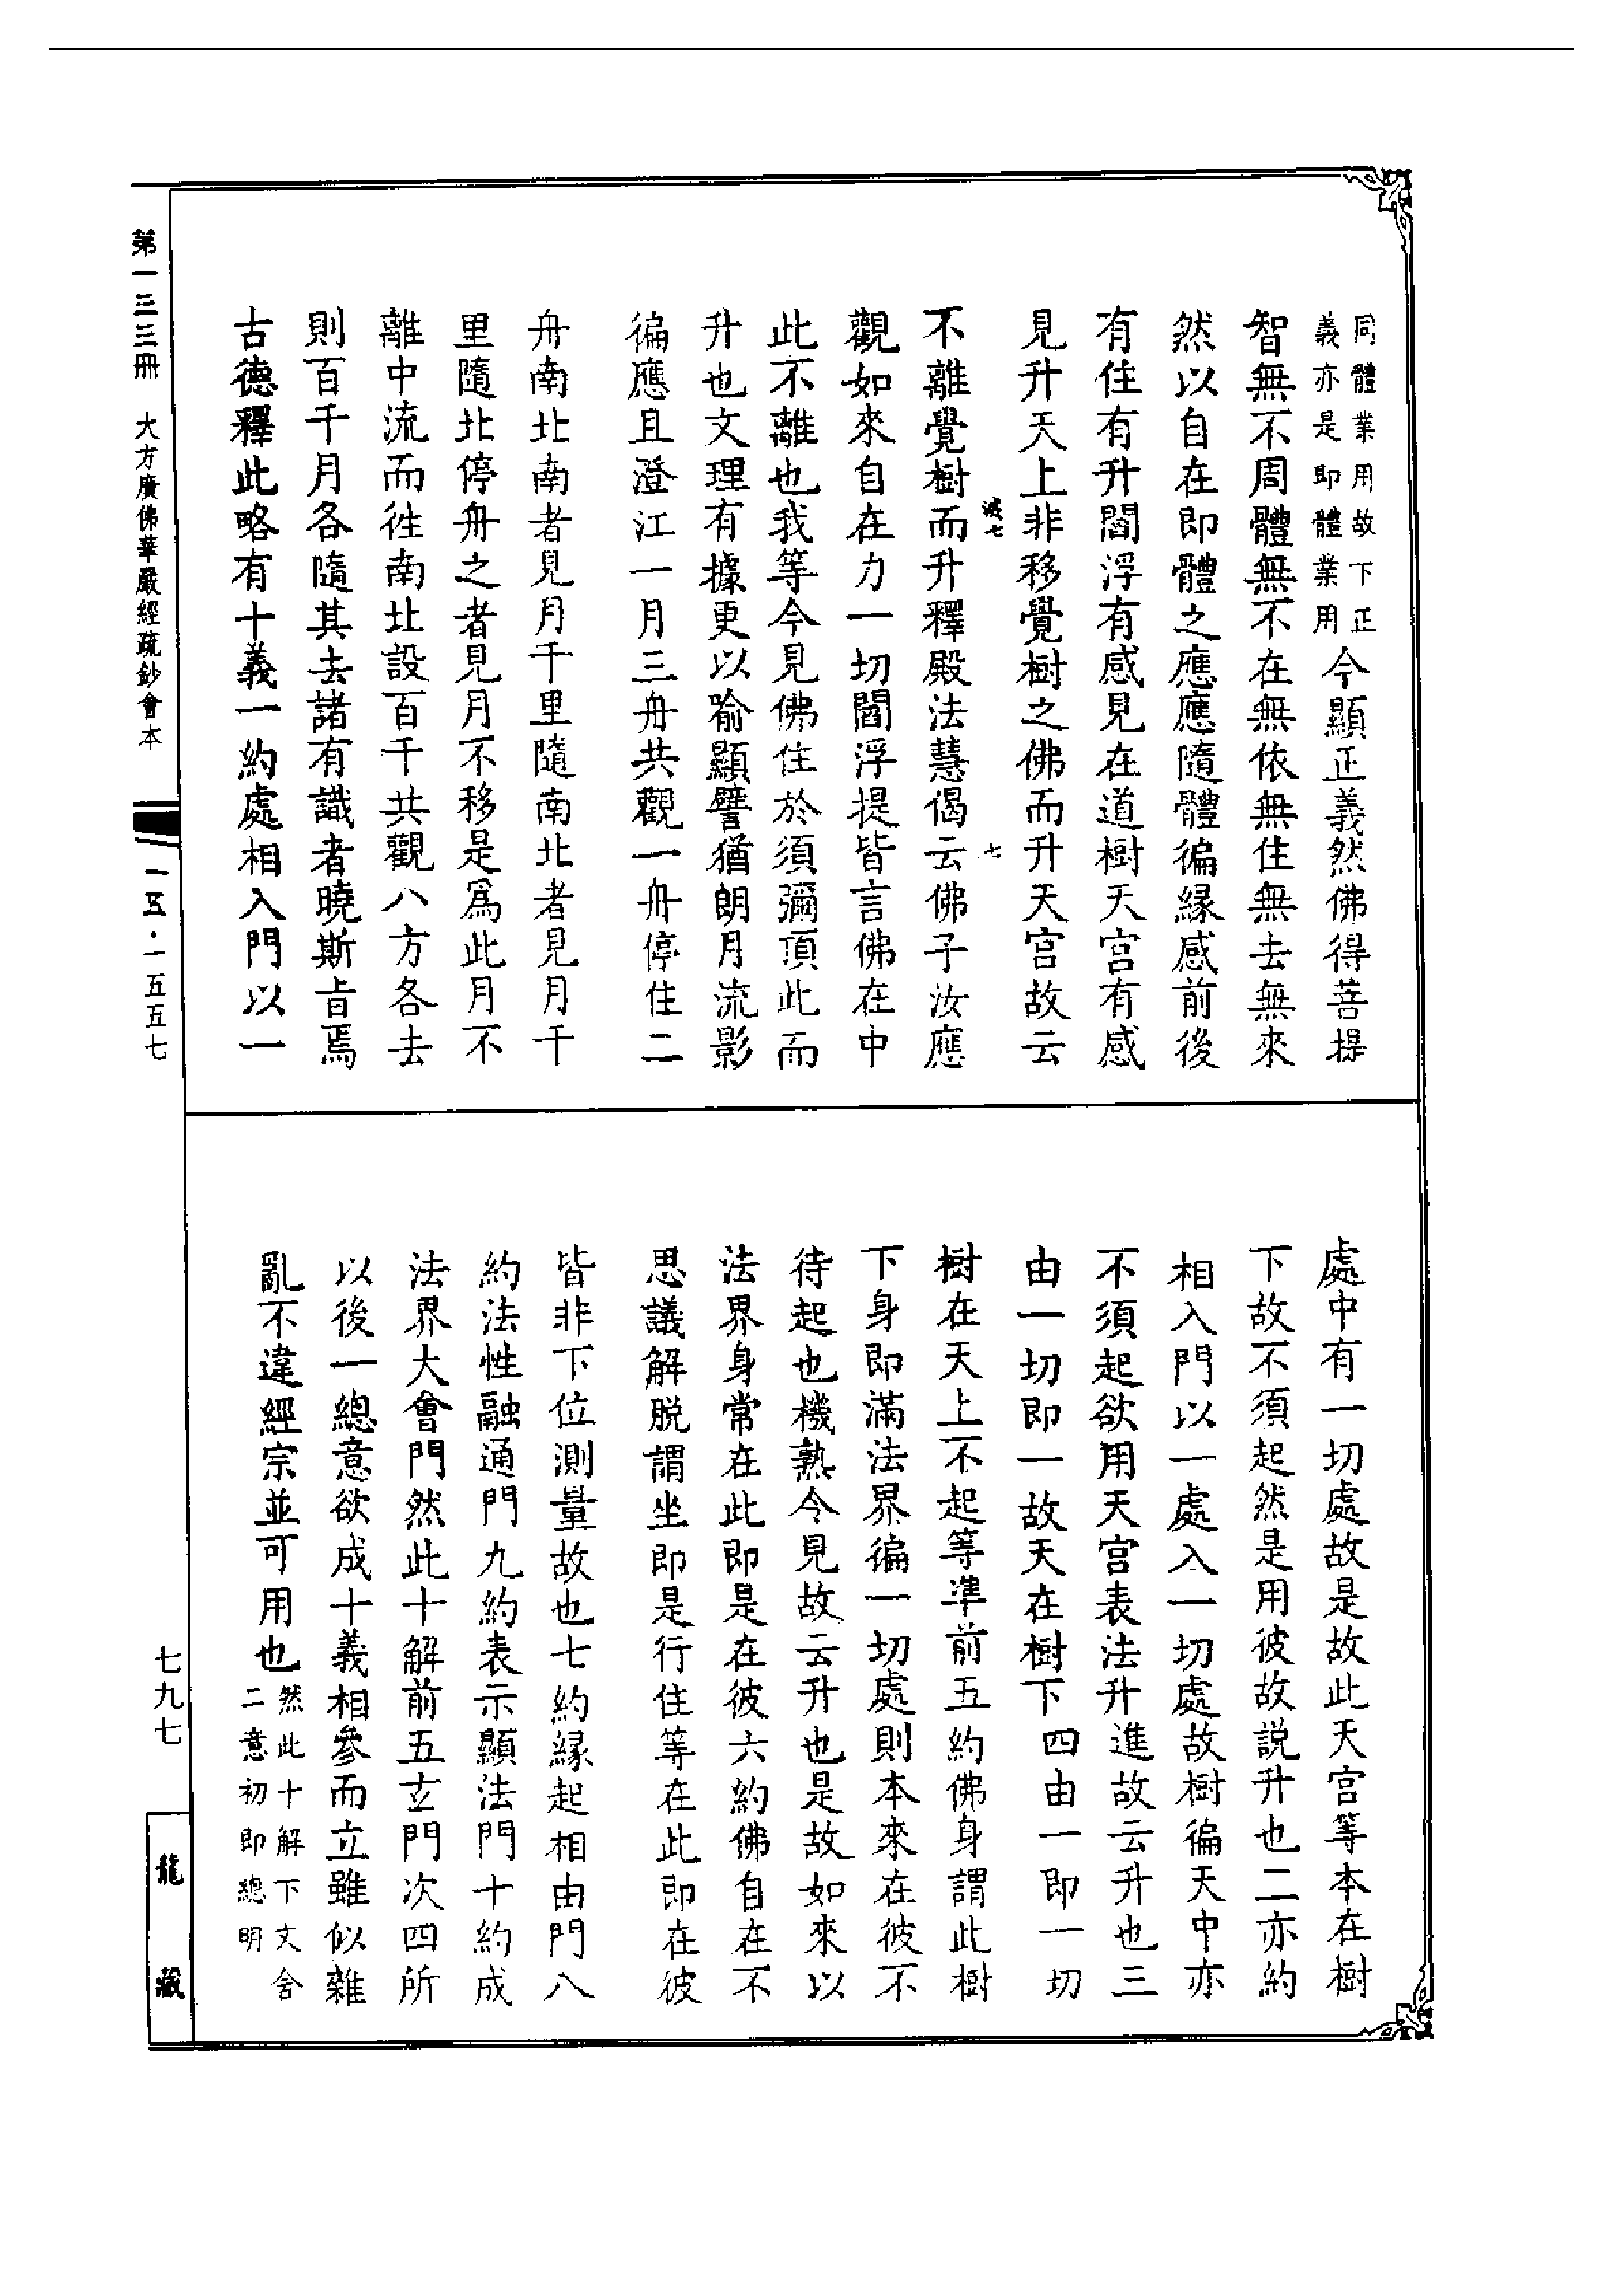 同體業用故下正
義亦是即體業用
今顯正義然佛得菩提
智無不周體無不在無依無住無去無來
然以自在即體之應應隨體徧緣感前後
有住有升閻浮有感見在道樹天宫有感
見升天上非移覺樹之佛而升天宫故云
不離覺樹而升釋殿法慧偈云佛子汝應
觀如來自在力一切閻浮提皆言佛在中
此不離也我等今見佛住於須彌頂此而
升也文理有據更以喻顯譬猶朗月流影
徧應且澄江一月三舟共觀一舟停住二
舟南北南者見月千里隨南北者見月千
里隨北停舟之者見月不移是爲此月不
離中流而徃南北設百千共觀八方各去
則百千月各隨其去諸有識者曉斯旨焉
古德釋此略有十義一約處相入門以一
處中有一切處故是故此天宫等本在樹
下故不須起然是用彼故説升也二亦約
相入門以一處入一切處故樹徧天中亦
不須起欲用天宫表法升進故云升也三
由一切即一故天在樹下四由一即一切
樹在天上不起等準前五約佛身謂此樹
下身即滿法界徧一切處則本來在彼不
待起也機熟今見故云升也是故如來以
法界身常在此即是在彼六約佛自在不
思議解脱謂坐即是行住等在此即在彼
皆非下位測量故也七約緣起相由門八
約法性融通門九約表示顯法門十約成
法界大會門然此十解前五玄門次四所
以後一總意欲成十義相參而立雖似雜
亂不違經宗並可用也
然此十解下文舍
二意初即總明
第一三三冊 大方廣佛華嚴經疏鈔會本
一五·一五五七
七九七
龍藏